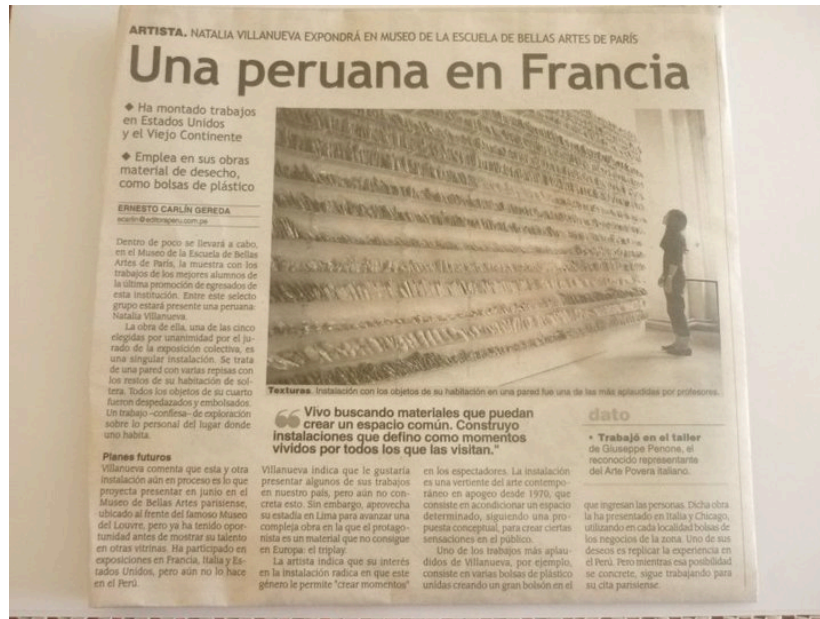 ARTISTA. NATALIA VILLANUEVA EXPONDRÁ EN MUSEO DE LA ESCUELA DE BELLAS ARTES DE PARÍS
Una peruana en Francia
◆ Ha montado trabajos
en Estados Unidos
y el Viejo Continente
◆ Emplea en sus obras
material de desecho,
como bolsas de plástico
ERNESTO CARLÍN GEREDA
ecarlin@editoraperu.com.pe
Dentro de poco se llevará a cabo,
en el Museo de la Escuela de Bellas
Artes de París, la muestra con los
trabajos de los mejores alumnos de
la última promoción de egresados de
esta institución. Entre este selecto
grupo estará presente una peruana:
Natalia Villanueva.
La obra de ella, una de las cinco
elegidas por unanimidad por el ju-
rado de la exposición colectiva, es
una singular instalación. Se trata
de una pared con varias repisas con
los restos de su habitación de sol-
tera. Todos los objetos de su cuarto
fueron despedazados y embolsados.
Un trabajo –confiesa– de exploración
sobre lo personal del lugar donde
uno habita.
Planes futuros
Villanueva comenta que esta y otra
instalación aún en proceso es lo que
proyecta presentar en junio en el
Museo de Bellas Artes parisiense,
ubicado al frente del famoso Museo
del Louvre, pero ya ha tenido opor-
tunidad antes de mostrar su talento
en otras vitrinas. Ha participado en
exposiciones en Francia, Italia y Es-
tados Unidos, pero aún no lo hace
en el Perú.
Texturas. Instalación con los objetos de su habitación en una pared fue una de las más aplaudidas por profesores.
“Vivo buscando materiales que puedan
crear un espacio común. Construyo
instalaciones que defino como momentos
vividos por todos los que las visitan."
dato
• Trabajó en el taller
de Giuseppe Penone, el
reconocido representante
del Arte Povera italiano.
Villanueva indica que le gustaría
presentar algunos de sus trabajos
en nuestro país, pero aún no con-
creta esto. Sin embargo, aprovecha
su estadía en Lima para avanzar una
compleja obra en la que el protago-
nista es un material que no consigue
en Europa: el triplay.
La artista indica que su interés
en la instalación radica en que este
género le permite "crear momentos"
en los espectadores. La instalación
es una vertiente del arte contempo-
ráneo en apogeo desde 1970, que
consiste en acondicionar un espacio
determinado, siguiendo una pro-
puesta conceptual, para crear ciertas
sensaciones en el público.
Uno de los trabajos más aplau-
didos de Villanueva, por ejemplo,
consiste en varias bolsas de plástico
unidas creando un gran bolsón en el
que ingresan las personas. Dicha obra
la ha presentado en Italia y Chicago,
utilizando en cada localidad bolsas de
los negocios de la zona. Uno de sus
deseos es replicar la experiencia en
el Perú. Pero mientras esa posibilidad
se concrete, sigue trabajando para
su cita parisiense.